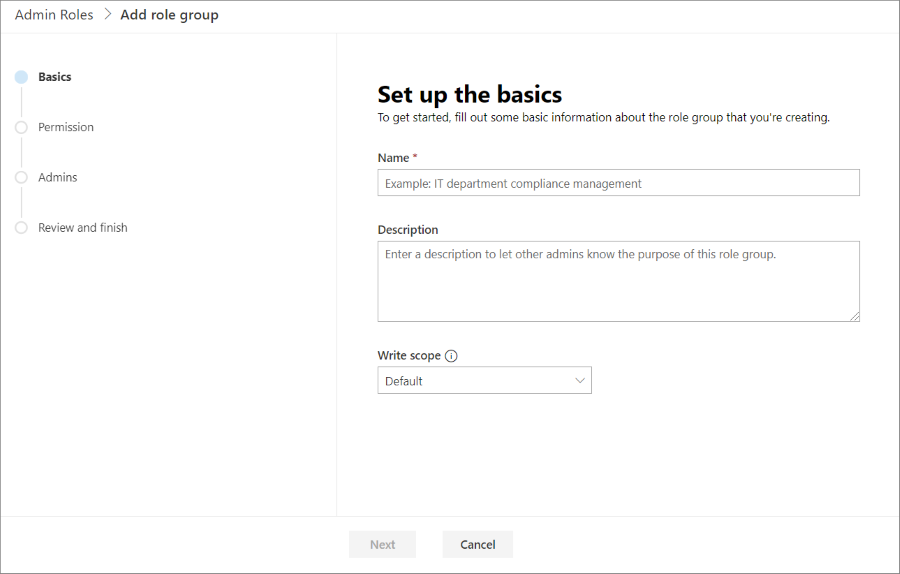 Admin Roles > Add role group
Basics
Permission
Admins
Review and finish
Set up the basics
To get started, fill out some basic information about the role group that you're creating.
Name *
Example: IT department compliance management
Description
Enter a description to let other admins know the purpose of this role group.
Write scope
Default
Next
Cancel